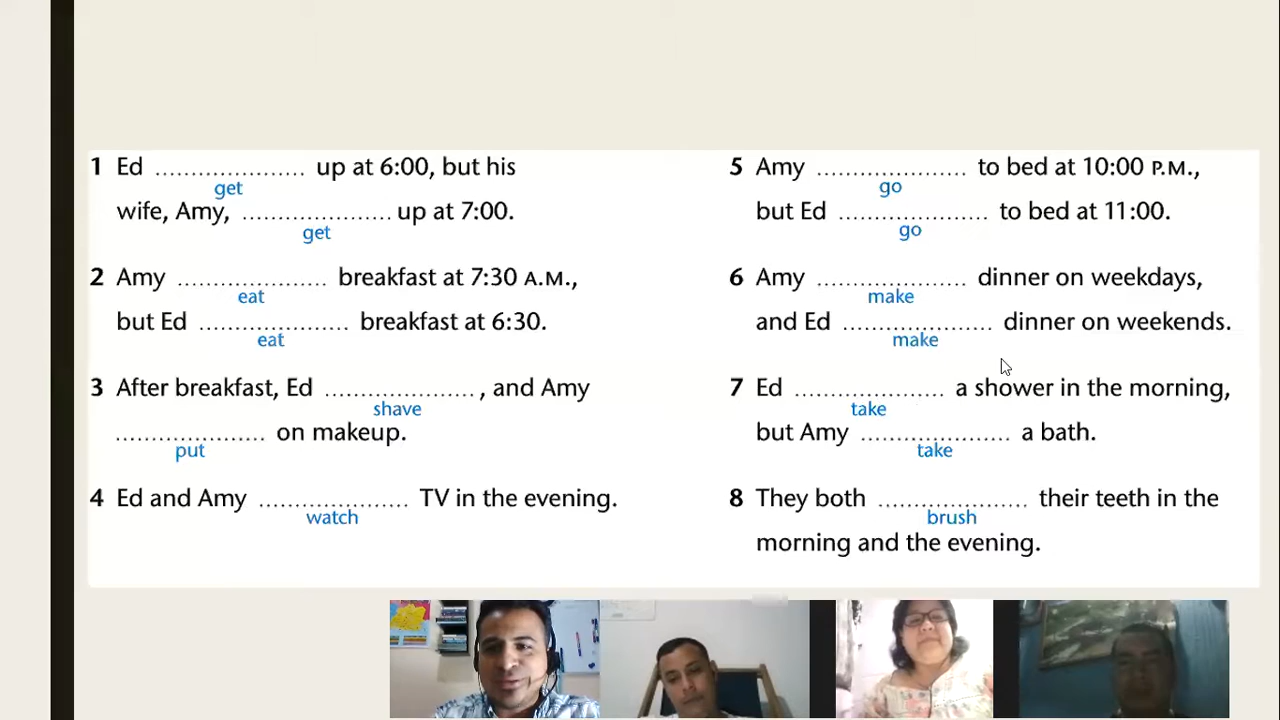 1 Ed .................... up at 6:00, but his
get
wife, Amy, .................... up at 7:00.
get
2 Amy .................... breakfast at 7:30 A.M.,
eat
but Ed .................... breakfast at 6:30.
eat
3 After breakfast, Ed .................... , and Amy
shave
.................... on makeup.
put
4 Ed and Amy .................... TV in the evening.
watch
5 Amy .................... to bed at 10:00 P.M.,
go
but Ed .................... to bed at 11:00.
go
6 Amy .................... dinner on weekdays,
make
and Ed .................... dinner on weekends.
make
7 Ed .................... a shower in the morning,
take
but Amy .................... a bath.
take
8 They both .................... their teeth in the
brush
morning and the evening.